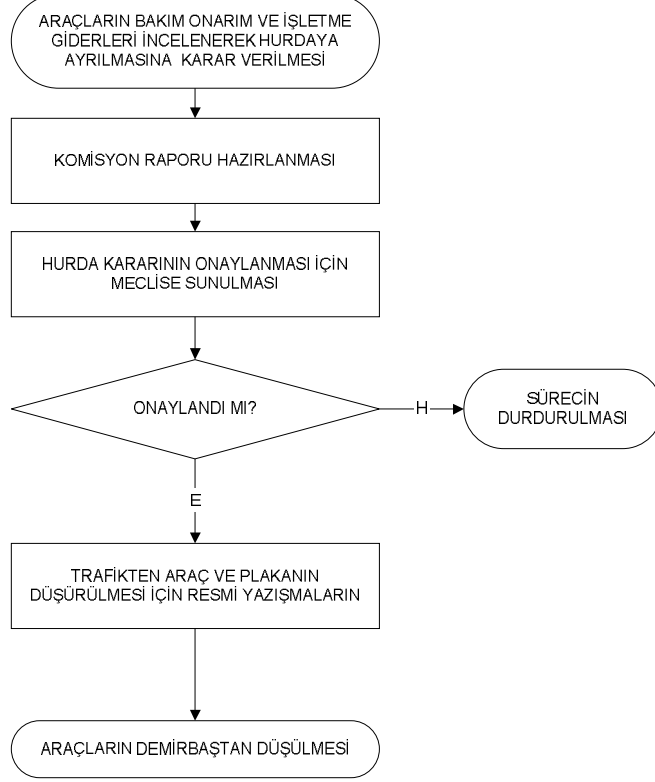 ARAÇLARIN BAKIM ONARIM VE İŞLETME
GİDERLERİ İNCELENEREK HURDAYA
AYRILMASINA KARAR VERİLMESİ
KOMİSYON RAPORU HAZIRLANMASI
HURDA KARARININ ONAYLANMASI İÇİN
MECLİSE SUNULMASI
ONAYLANDI MI?
H
SÜRECİN
DURDURULMASI
E
TRAFİKTEN ARAÇ VE PLAKANIN
DÜŞÜRÜLMESİ İÇİN RESMİ YAZIŞMALARIN
ARAÇLARIN DEMİRBAŞTAN DÜŞÜLMESİ